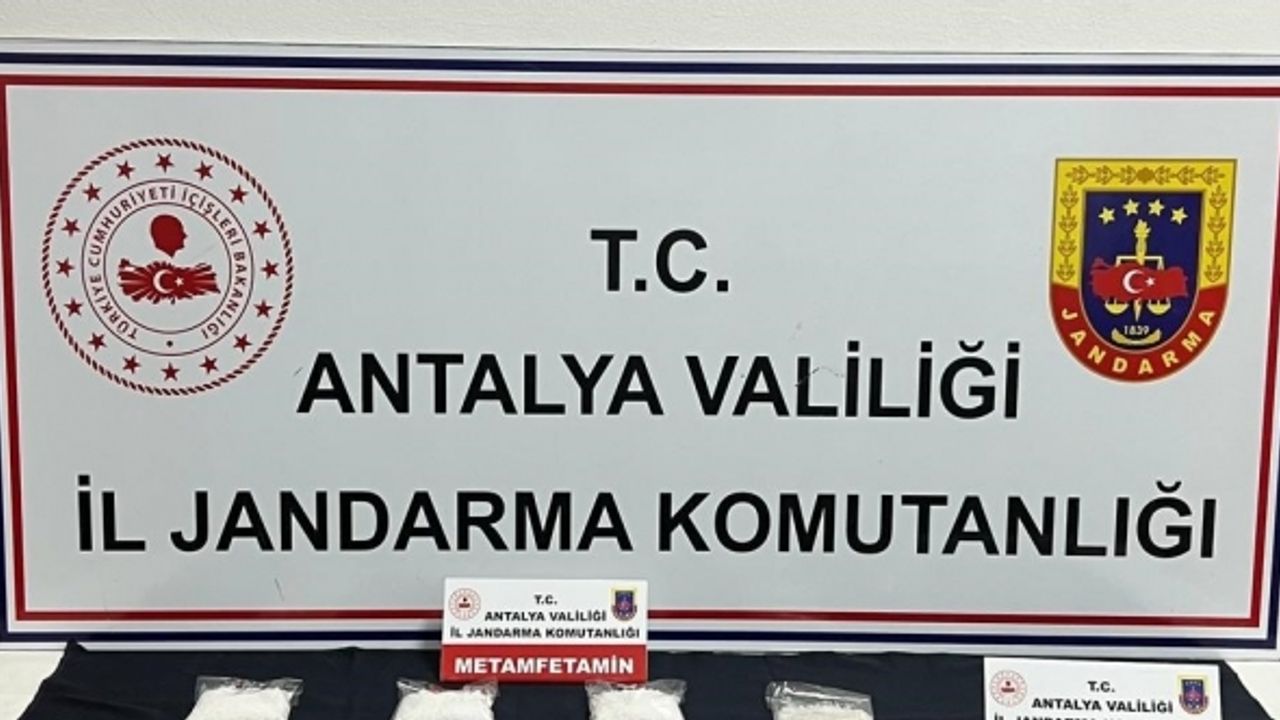 TÜRKİYE CUMHURİYETİ İÇİŞLERİ BAKANLIĞI
T.C.
ANTALYA VALİLİĞİ
İL JANDARMA KOMUTANLIĞI
1839
JANDARMA
T.C.
ANTALYA VALİLİĞİ
İL JANDARMA KOMUTANLIĞI
METAMFETAMİN
T.C.
ANTALYA VALİLİĞİ